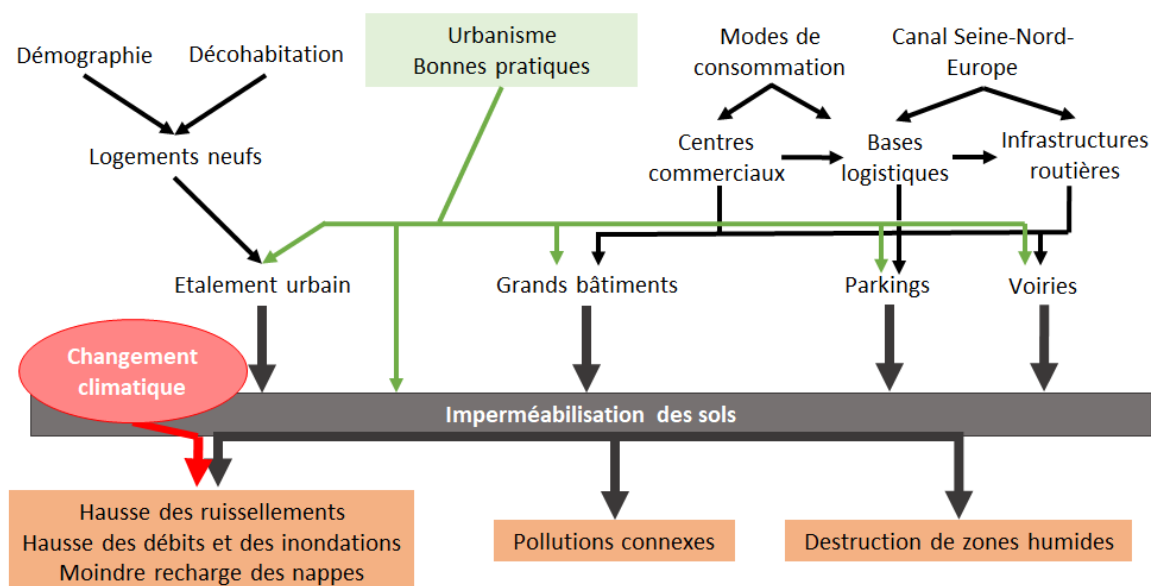 Démographie
Décohabitation
Urbanisme
Bonnes pratiques
Modes de
consommation
Canal Seine-Nord-
Europe
Logements neufs
Centres
commerciaux
Bases
logistiques
Infrastructures
routières
Etalement urbain
Grands bâtiments
Parkings
Voiries
Changement
climatique
Imperméabilisation des sols
Hausse des ruissellements
Hausse des débits et des inondations
Moindre recharge des nappes
Pollutions connexes
Destruction de zones humides